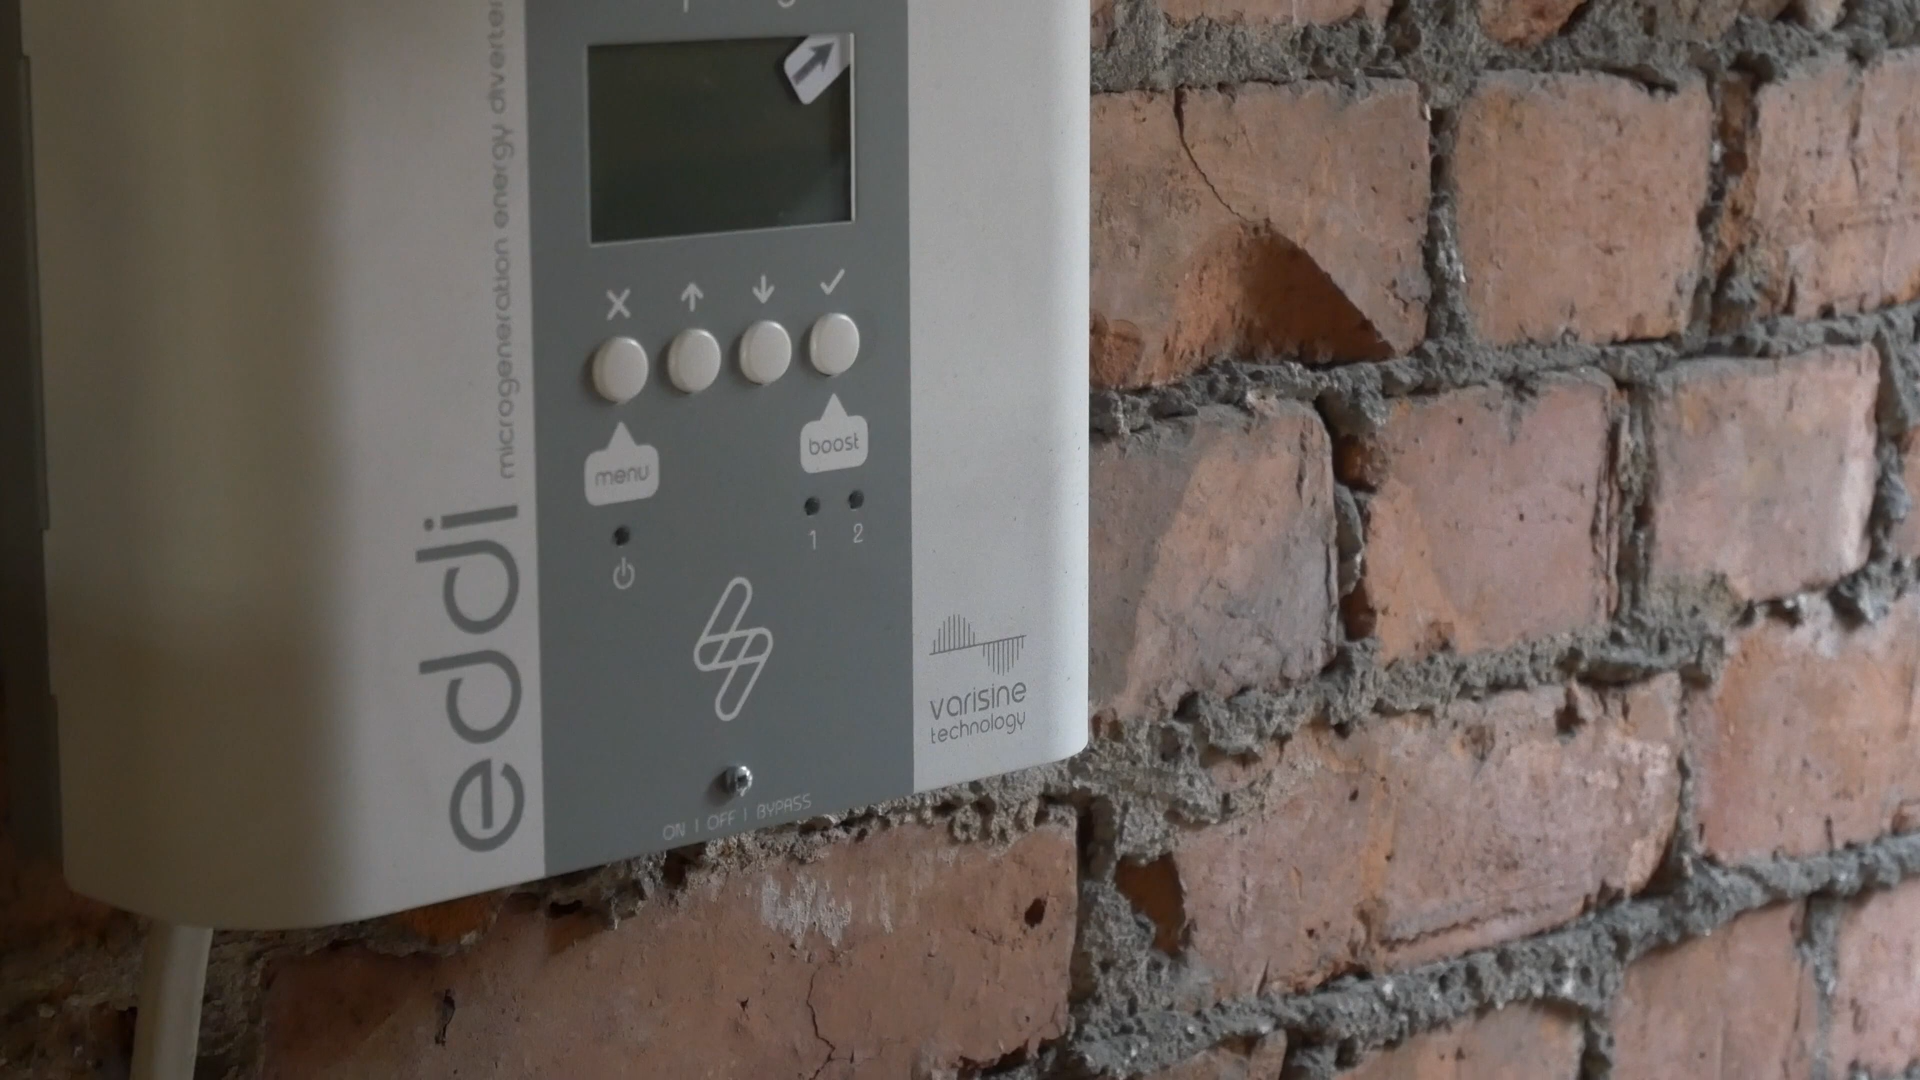 eddi
microgeneration energy diverter
menu
boost
1 2
varisine
technology
ON | OFF | BYPASS